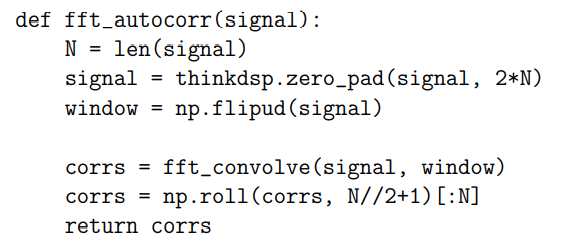 def fft_autocorr(signal):
    N = len(signal)
    signal = thinkdsp.zero_pad(signal, 2*N)
    window = np.flipud(signal)

    corrs = fft_convolve(signal, window)
    corrs = np.roll(corrs, N//2+1)[:N]
    return corrs